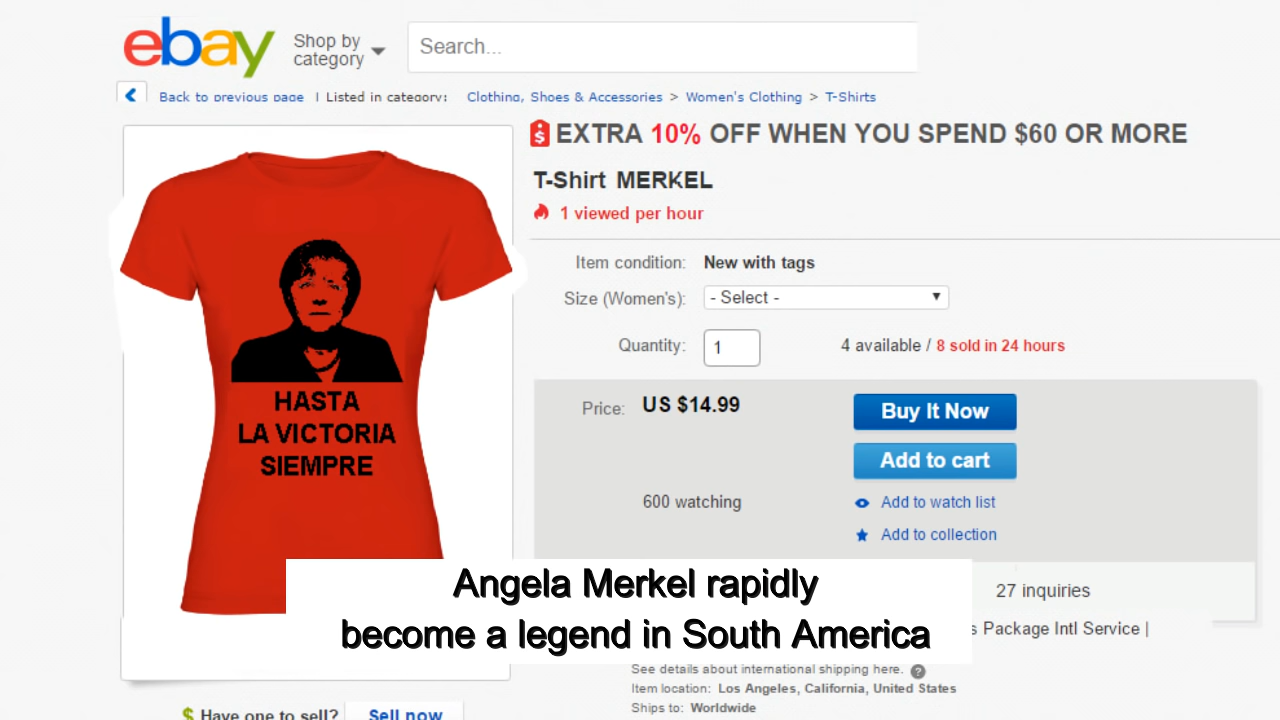 ebay
Shop by
category
Search...
Back to previous page | Listed in category: Clothing, Shoes & Accessories > Women's Clothing > T-Shirts
$ EXTRA 10% OFF WHEN YOU SPEND $60 OR MORE
T-Shirt MERKEL
1 viewed per hour
Item condition: New with tags
Size (Women's): - Select -
Quantity: 1 4 available / 8 sold in 24 hours
Price: US $14.99 Buy It Now
Add to cart
600 watching Add to watch list
Add to collection
HASTA
LA VICTORIA
SIEMPRE
27 inquiries
s Package Intl Service |
Angela Merkel rapidly
become a legend in South America
See details about international shipping here. ?
Item location: Los Angeles, California, United States
Ships to: Worldwide
$ Have one to sell? Sell now